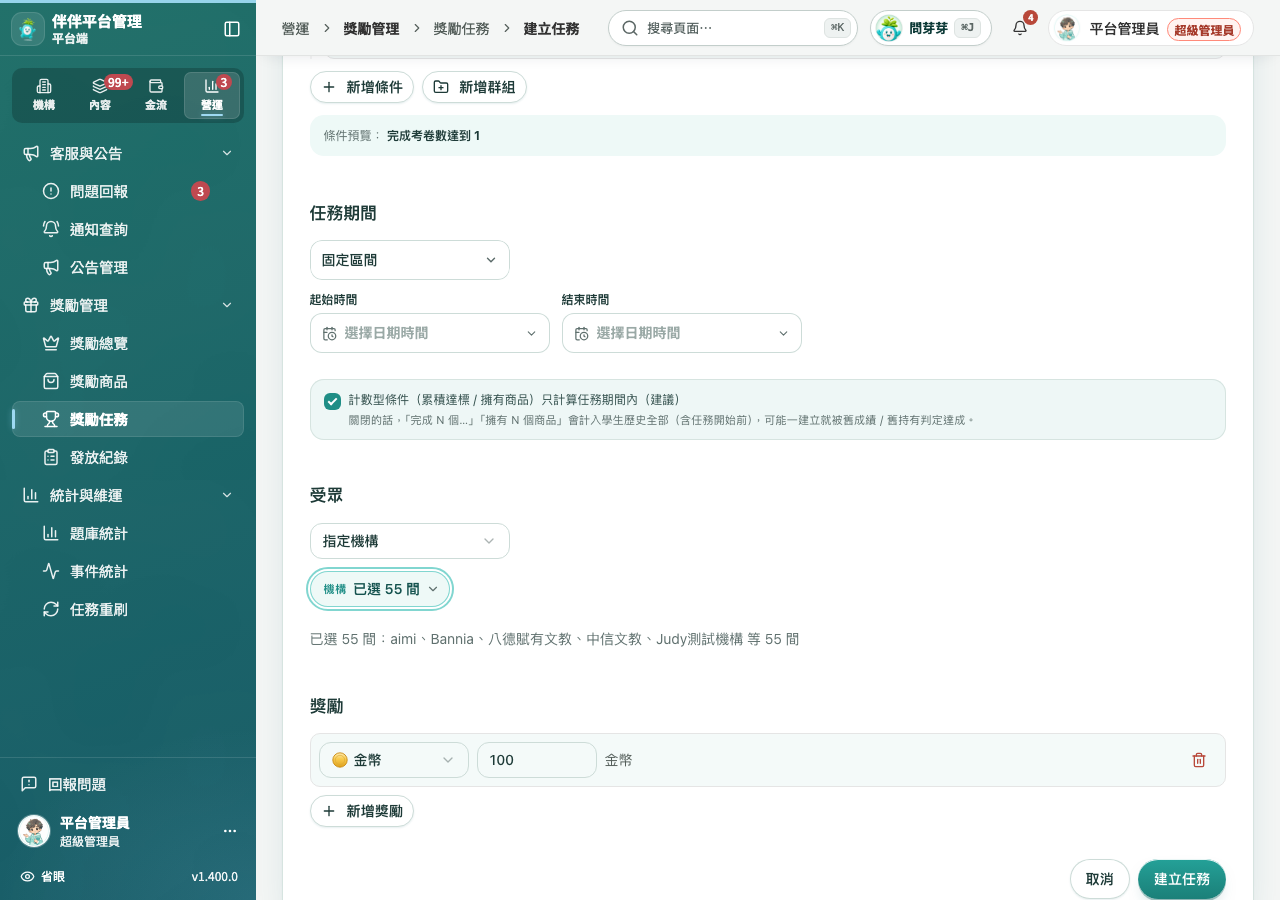 伴伴平台管理
平台端
機構
內容
99+
金流
營運
3
客服與公告
問題回報
3
通知查詢
公告管理
獎勵管理
獎勵總覽
獎勵商品
獎勵任務
發放紀錄
統計與維運
題庫統計
事件統計
任務重刷
回報問題
平台管理員
超級管理員
省眼
v1.400.0
營運 > 獎勵管理 > 獎勵任務 > 建立任務
搜尋頁面…
⌘K
問芽芽
⌘J
4
平台管理員
超級管理員
新增條件
新增群組
條件預覽： 完成考卷數達到 1
任務期間
固定區間
起始時間
結束時間
選擇日期時間
選擇日期時間
計數型條件（累積達標 / 擁有商品）只計算任務期間內（建議）
關閉的話，「完成 N 個…」「擁有 N 個商品」會計入學生歷史全部（含任務開始前），可能一建立就被舊成績 / 舊持有判定達成。
受眾
指定機構
機構 已選 55 間
已選 55 間：aimi、Bannia、八德賦有文教、中信文教、Judy測試機構 等 55 間
獎勵
金幣
100
金幣
新增獎勵
取消
建立任務